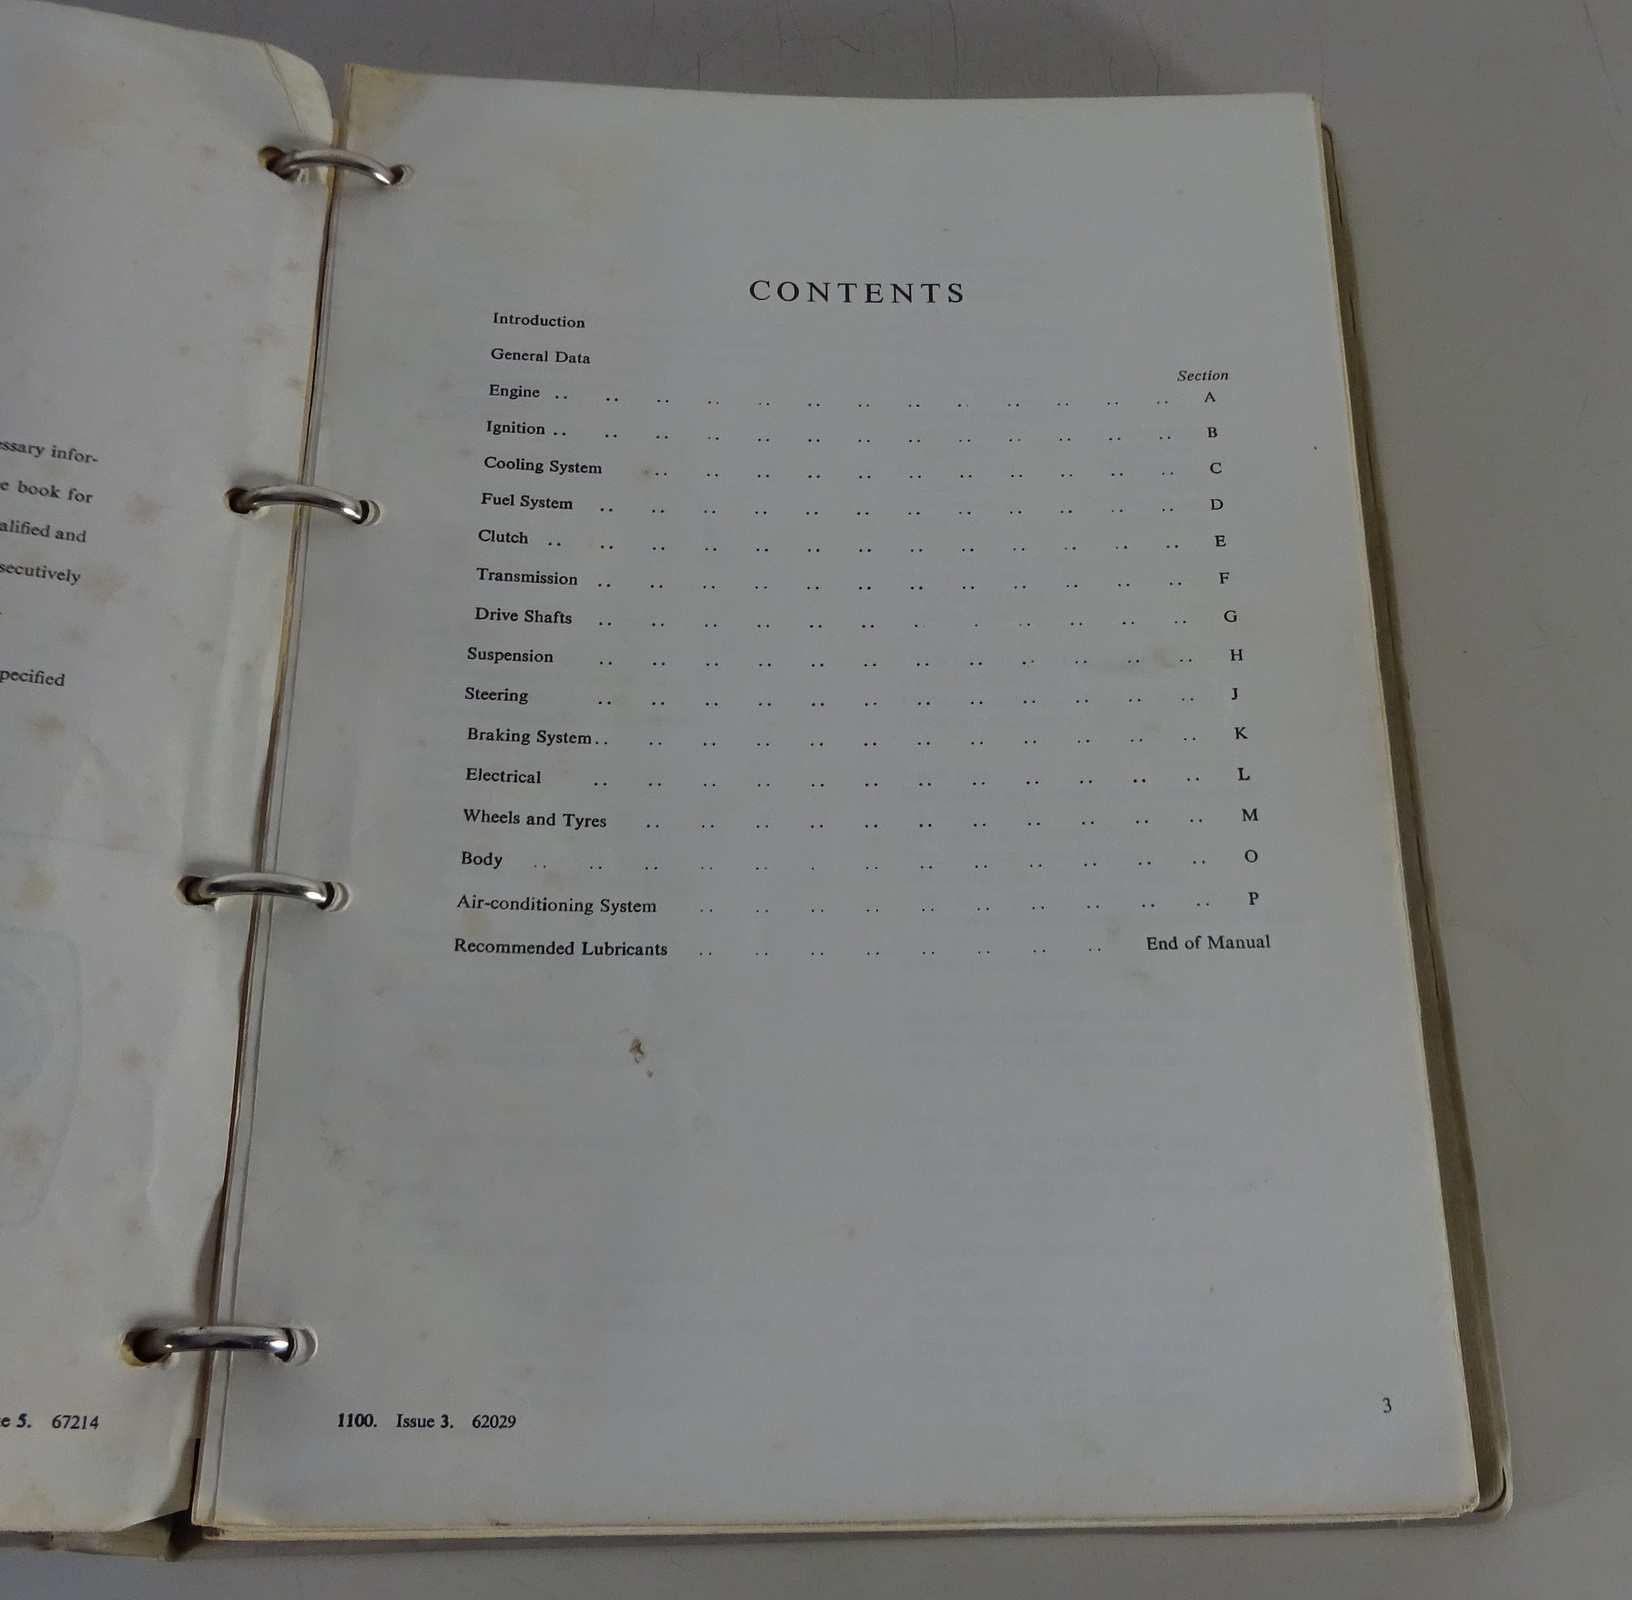 ssary infor-
e book for
alified and
secutively
pecified
e 5. 67214
CONTENTS
Introduction
General Data
Section
Engine .. .. .. .. .. .. .. .. .. .. .. .. .. A
Ignition .. .. .. .. .. .. .. .. .. .. .. .. .. B
Cooling System .. .. .. .. .. .. .. .. .. .. .. C
Fuel System .. .. .. .. .. .. .. .. .. .. .. .. D
Clutch .. .. .. .. .. .. .. .. .. .. .. .. .. E
Transmission .. .. .. .. .. .. .. .. .. .. .. .. F
Drive Shafts .. .. .. .. .. .. .. . .. .. .. .. G
Suspension .. .. .. .. .. .. .. .. .. .. .. .. H
Steering .. .. .. .. .. .. .. .. .. .. .. .. J
Braking System .. .. .. .. .. .. .. .. .. .. .. .. K
Electrical .. .. .. .. .. .. .. .. .. .. .. .. L
Wheels and Tyres .. .. .. .. .. .. .. .. .. .. .. M
Body .. .. .. .. .. . .. .. .. .. .. .. .. O
Air-conditioning System .. .. .. .. .. .. .. .. .. .. P
Recommended Lubricants .. .. .. .. .. .. .. .. End of Manual
1100. Issue 3. 62029
3